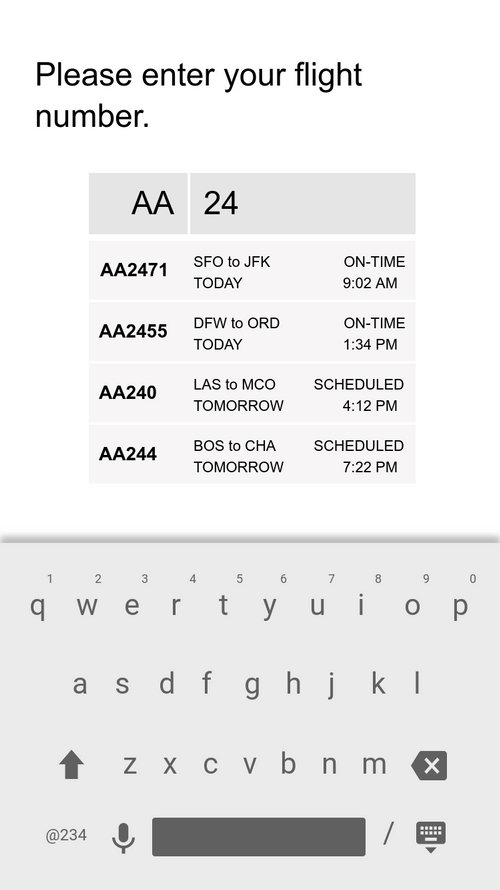 Please enter your flight
number.
AA 24
AA2471 SFO to JFK ON-TIME
TODAY 9:02 AM
AA2455 DFW to ORD ON-TIME
TODAY 1:34 PM
AA240 LAS to MCO SCHEDULED
TOMORROW 4:12 PM
AA244 BOS to CHA SCHEDULED
TOMORROW 7:22 PM
1 2 3 4 5 6 7 8 9 0
q w e r t y u i o p
a s d f g h j k l
z x c v b n m
@234 /